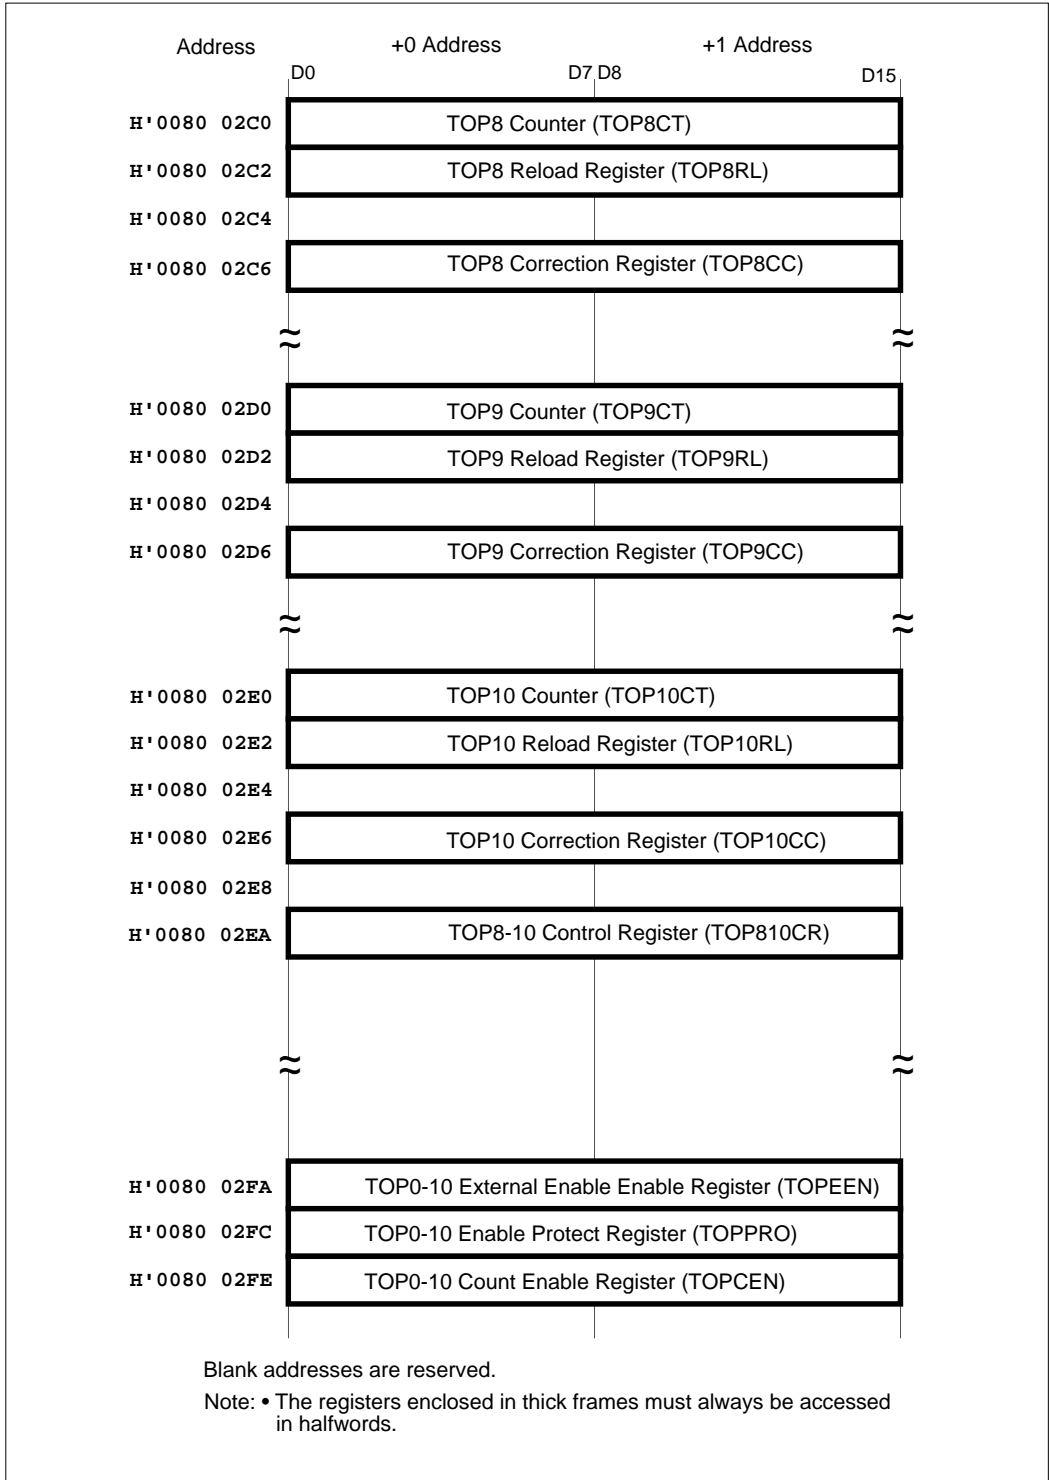 Address +0 Address +1 Address
D0 D7 D8 D15
H'0080 02C0 TOP8 Counter (TOP8CT)
H'0080 02C2 TOP8 Reload Register (TOP8RL)
H'0080 02C4
H'0080 02C6 TOP8 Correction Register (TOP8CC)
H'0080 02D0 TOP9 Counter (TOP9CT)
H'0080 02D2 TOP9 Reload Register (TOP9RL)
H'0080 02D4
H'0080 02D6 TOP9 Correction Register (TOP9CC)
H'0080 02E0 TOP10 Counter (TOP10CT)
H'0080 02E2 TOP10 Reload Register (TOP10RL)
H'0080 02E4
H'0080 02E6 TOP10 Correction Register (TOP10CC)
H'0080 02E8
H'0080 02EA TOP8-10 Control Register (TOP810CR)
H'0080 02FA TOP0-10 External Enable Enable Register (TOPEEN)
H'0080 02FC TOP0-10 Enable Protect Register (TOPPRO)
H'0080 02FE TOP0-10 Count Enable Register (TOPCEN)
Blank addresses are reserved.
Note: • The registers enclosed in thick frames must always be accessed
in halfwords.